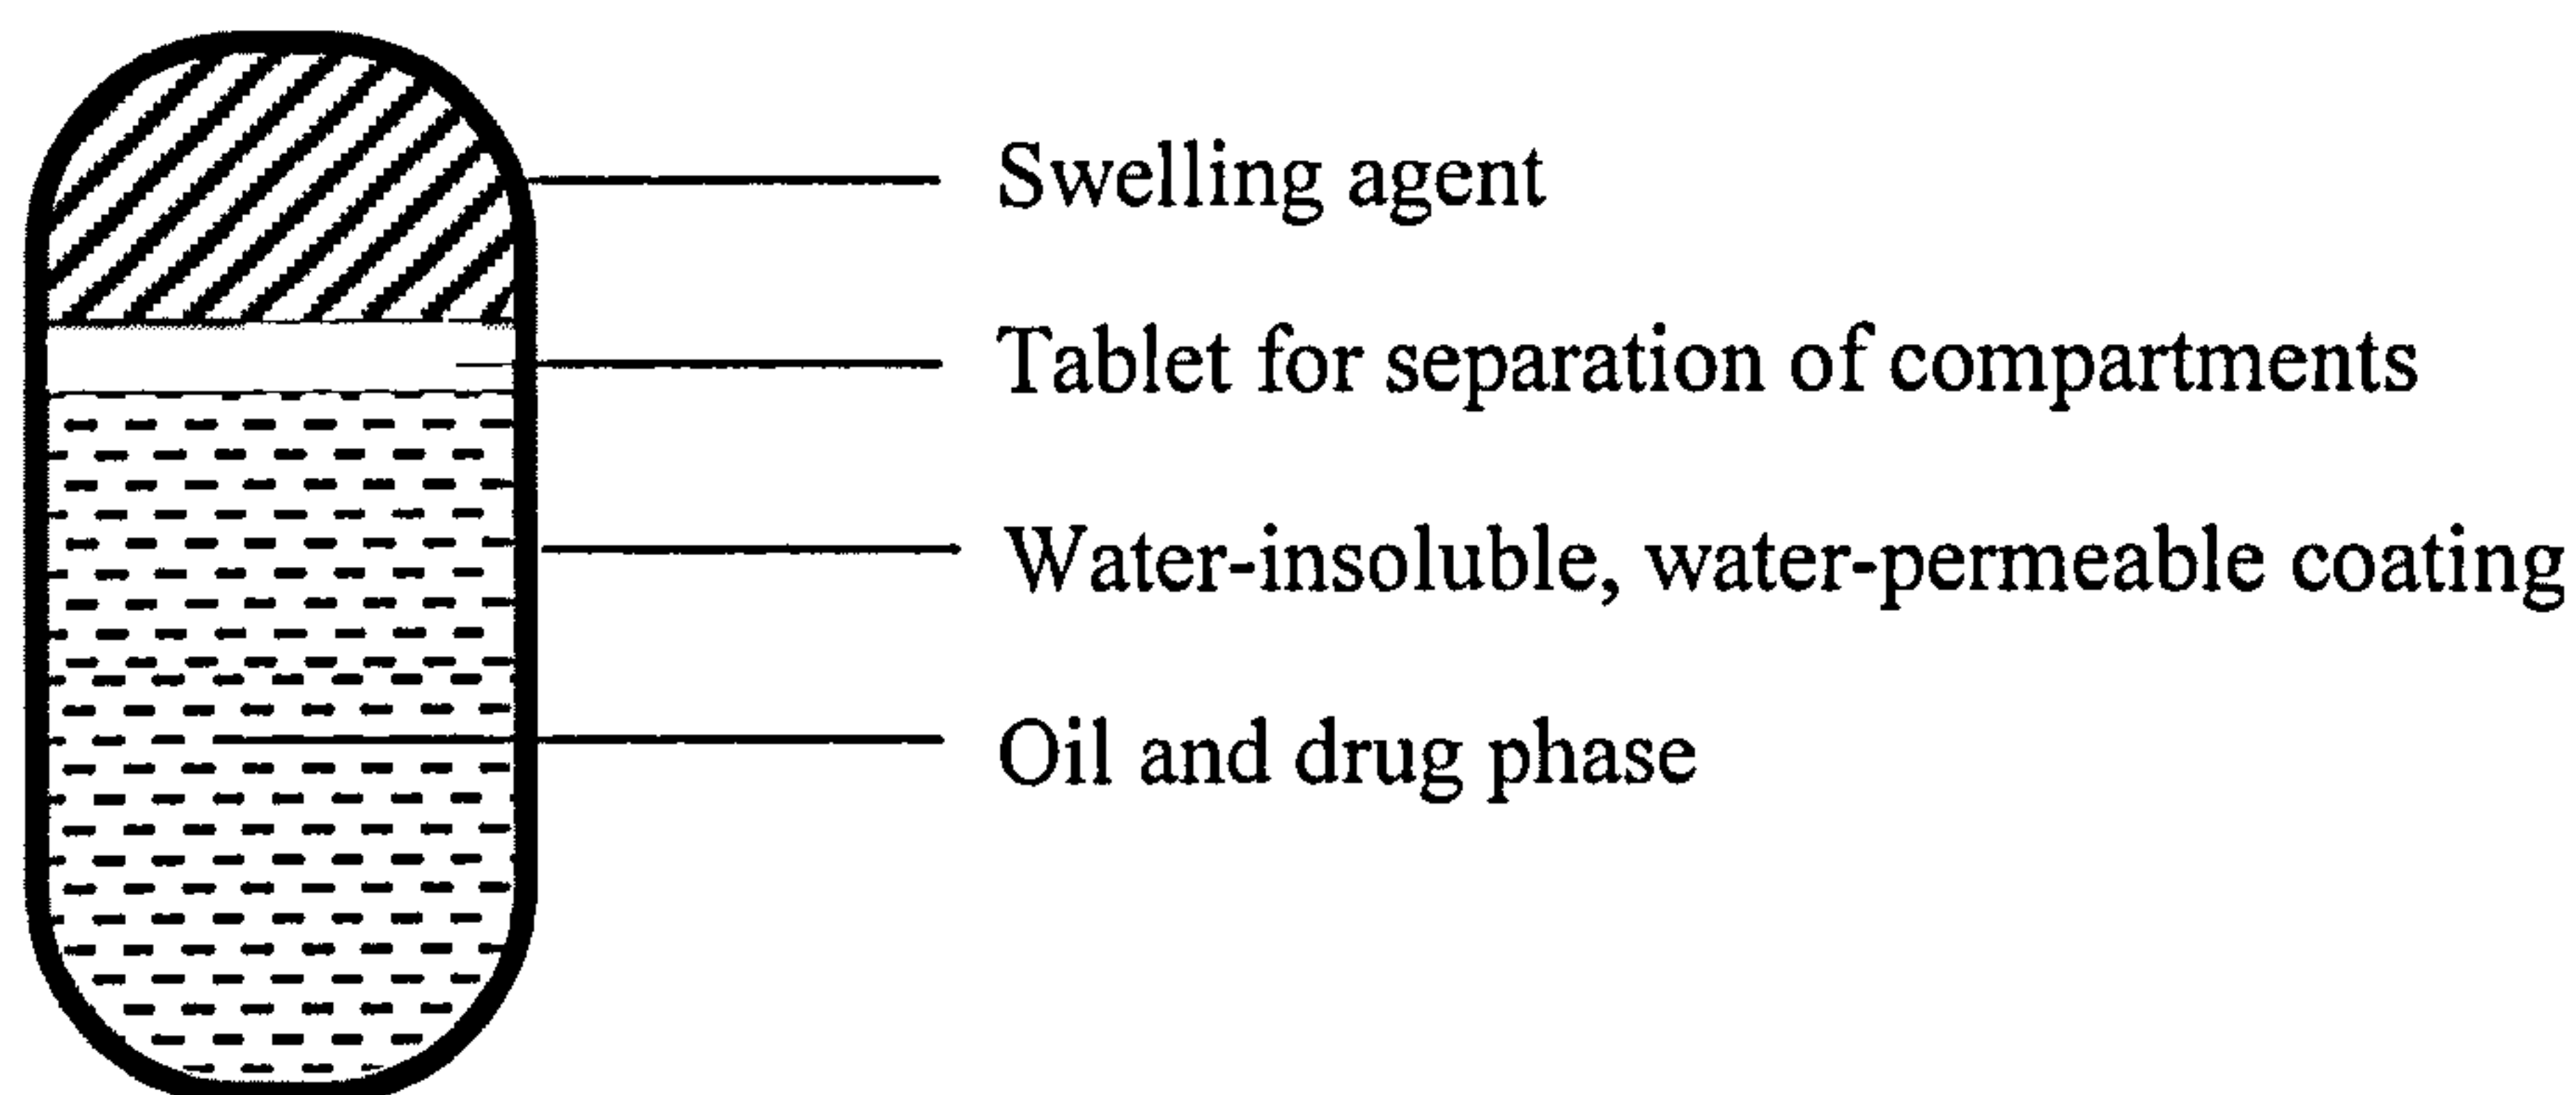 Swelling agent
Tablet for separation of compartments
Water-insoluble, water-permeable coating
Oil and drug phase